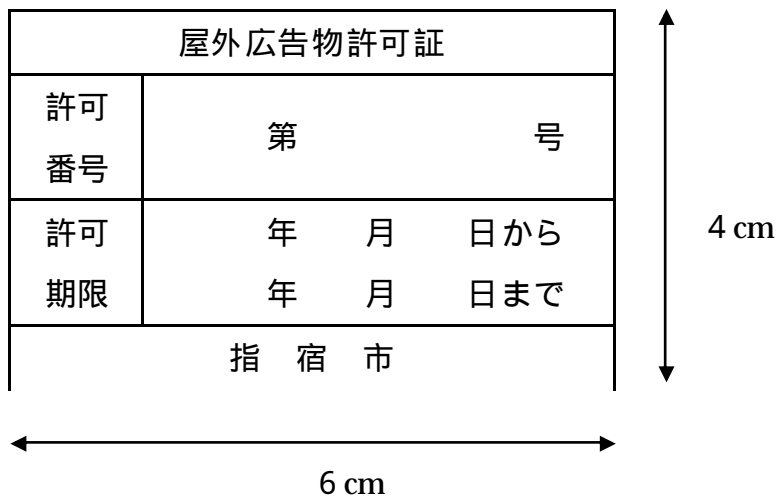 屋外広告物許可証
許可
番号
第 号
許可
期限
年 月 日から
年 月 日まで
指 宿 市
4 cm
6 cm